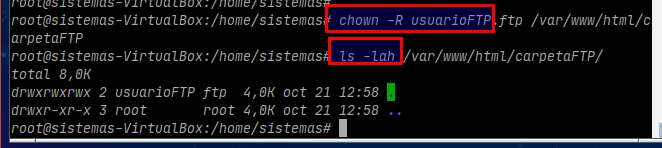 root@sistemas-VirtualBox:/home/sistemas#
root@sistemas-VirtualBox:/home/sistemas# chown -R usuarioFTP.ftp /var/www/html/c
arpetaFTP
root@sistemas-VirtualBox:/home/sistemas# ls -lah /var/www/html/carpetaFTP/
total 8,0K
drwxrwxrwx 2 usuarioFTP ftp  4,0K oct 21 12:58 .
drwxr-xr-x 3 root       root 4,0K oct 21 12:58 ..
root@sistemas-VirtualBox:/home/sistemas#